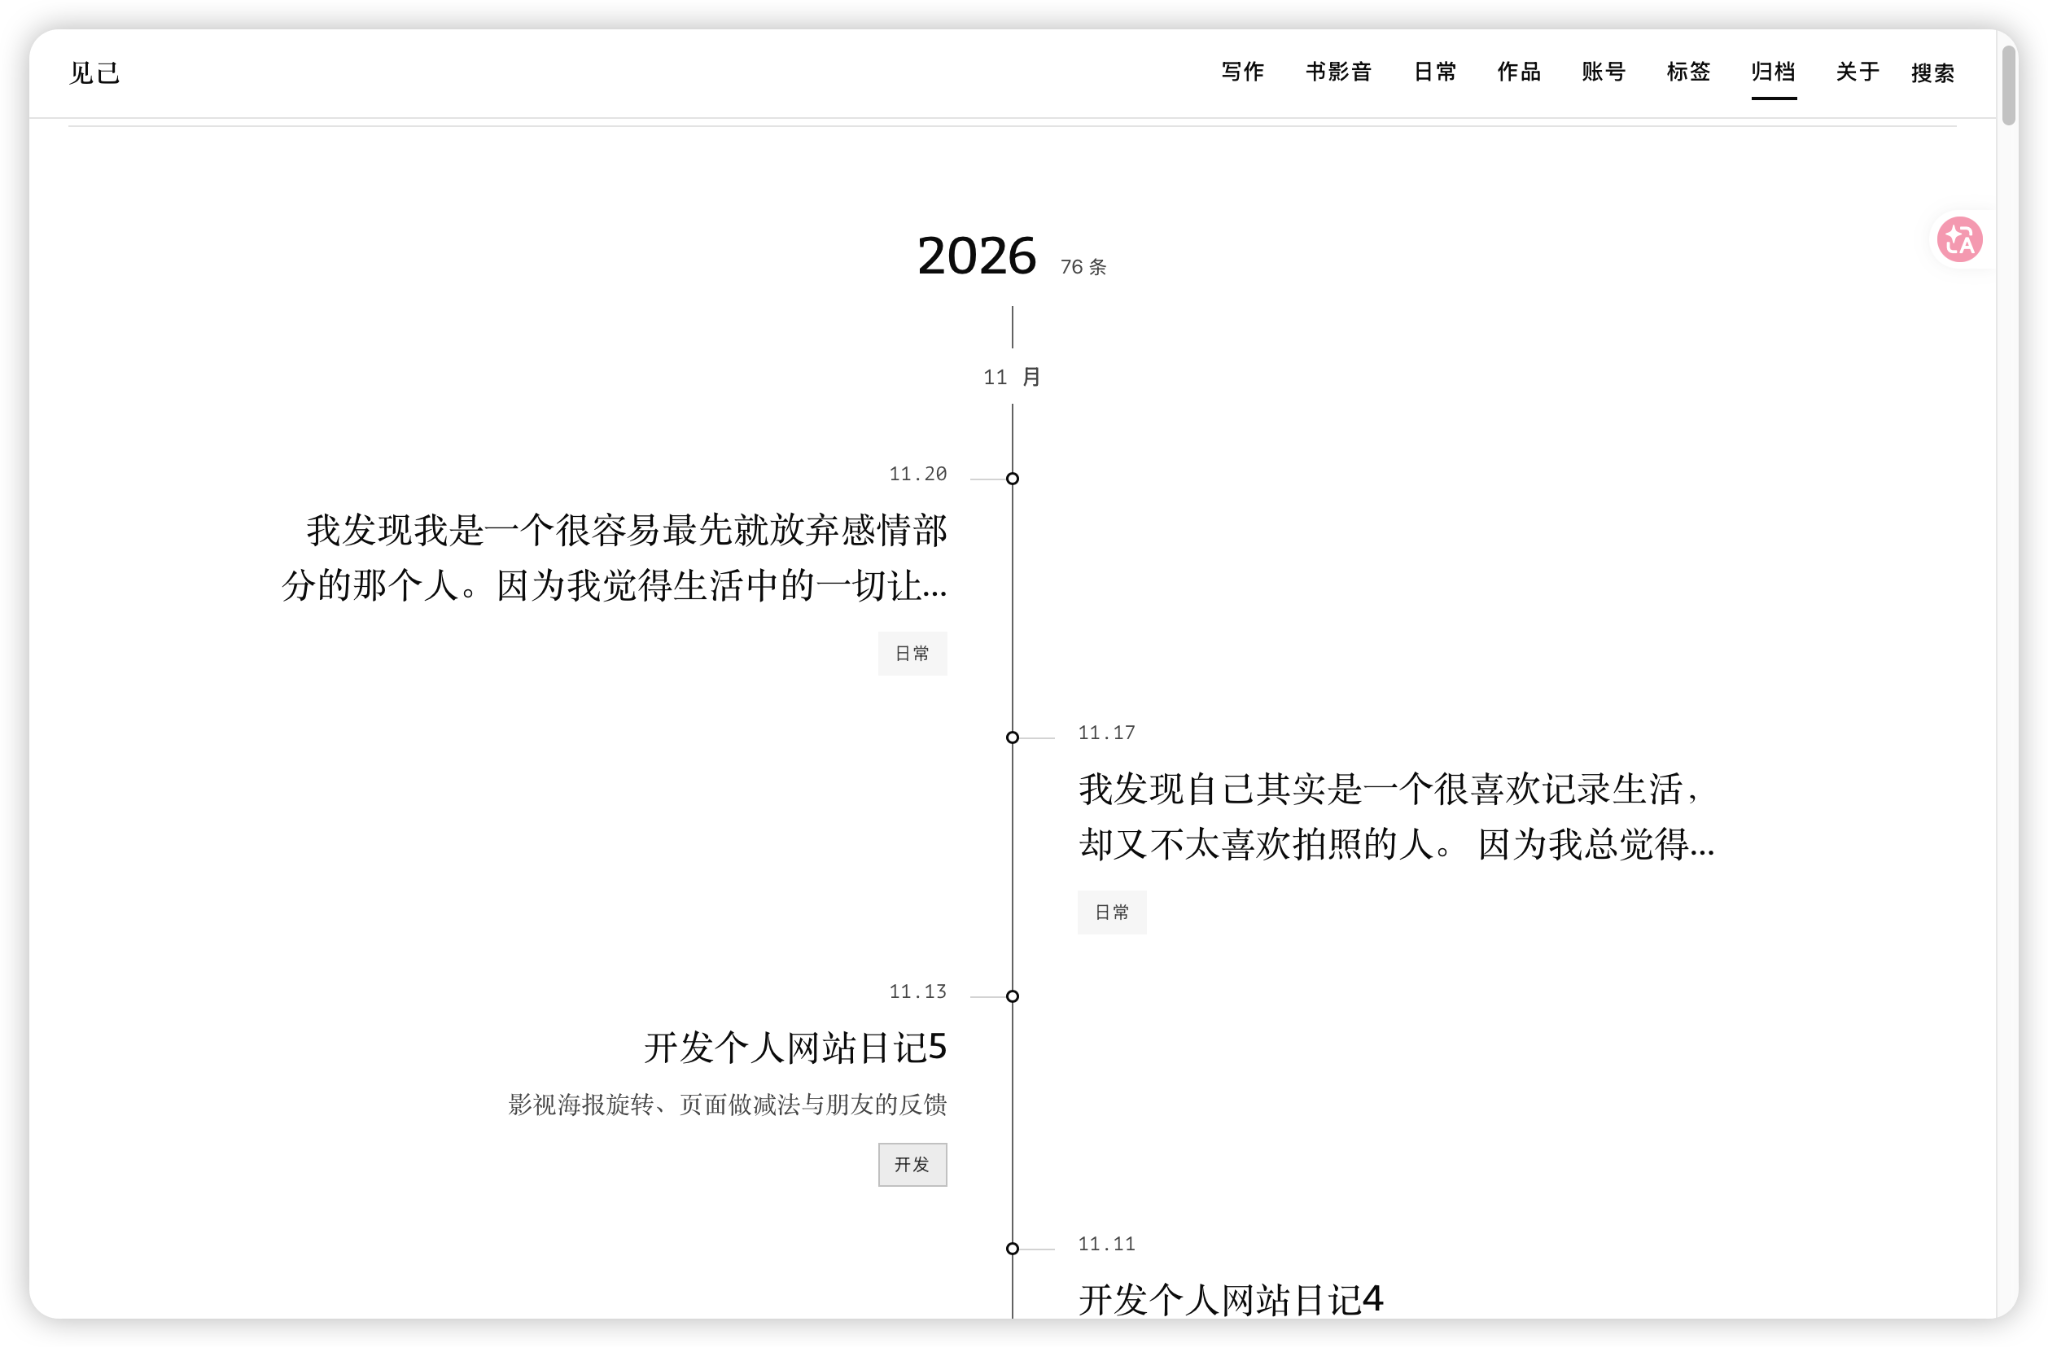 见己
写作 书影音 日常 作品 账号 标签 归档 关于 搜索
2026 76 条
11 月
11.20
我发现我是一个很容易最先就放弃感情部
分的那个人。因为我觉得生活中的一切让...
日常
11.17
我发现自己其实是一个很喜欢记录生活，
却又不太喜欢拍照的人。 因为我总觉得...
日常
11.13
开发个人网站日记5
影视海报旋转、页面做减法与朋友的反馈
开发
11.11
开发个人网站日记4